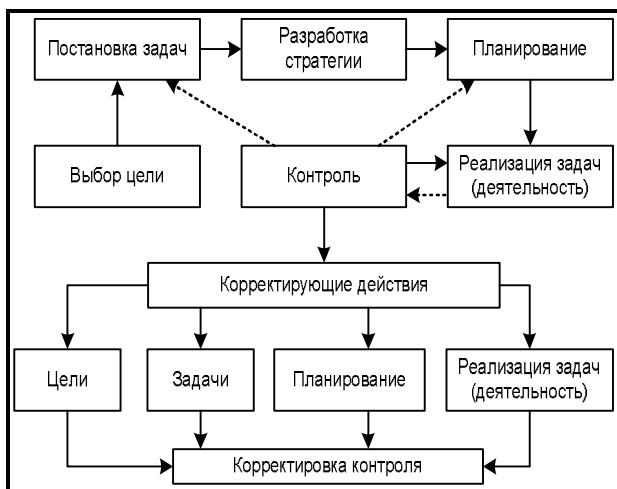 Постановка задач
Разработка
стратегии
Планирование
Выбор цели
Контроль
Реализация задач
(деятельность)
Корректирующие действия
Цели
Задачи
Планирование
Реализация задач
(деятельность)
Корректировка контроля